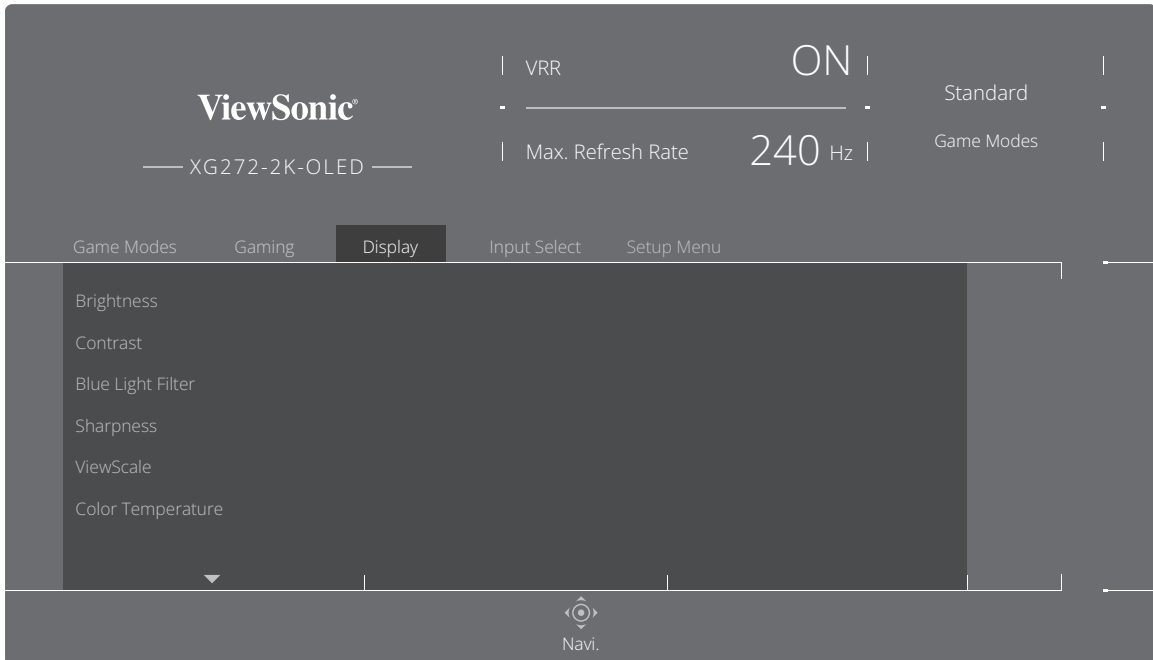 ViewSonic®
XG272-2K-OLED
VRR ON
Max. Refresh Rate 240 Hz
Standard
Game Modes
Game Modes Gaming Display Input Select Setup Menu
Brightness
Contrast
Blue Light Filter
Sharpness
ViewScale
Color Temperature
Navi.